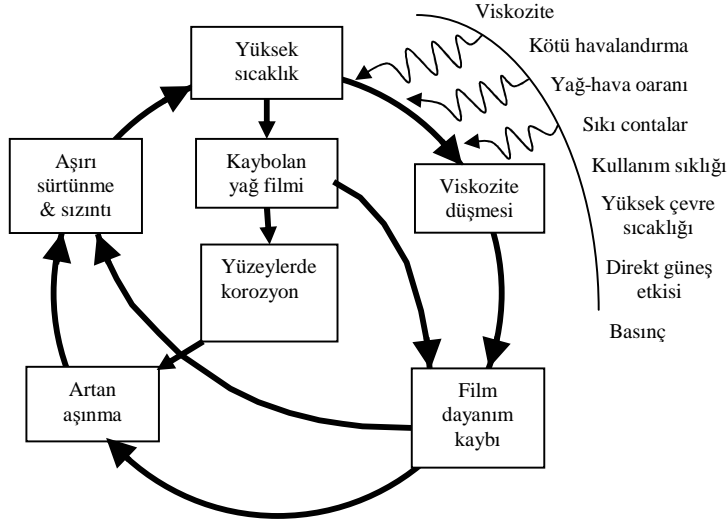 Viskozite
Kötü havalandırma
Yağ-hava oaranı
Sıkı contalar
Kullanım sıklığı
Yüksek çevre
sıcaklığı
Direkt güneş
etkisi
Basınç
Yüksek
sıcaklık
Aşırı
sürtünme
& sızıntı
Kaybolan
yağ filmi
Viskozite
düşmesi
Yüzeylerde
korozyon
Artan
aşınma
Film
dayanım
kaybı